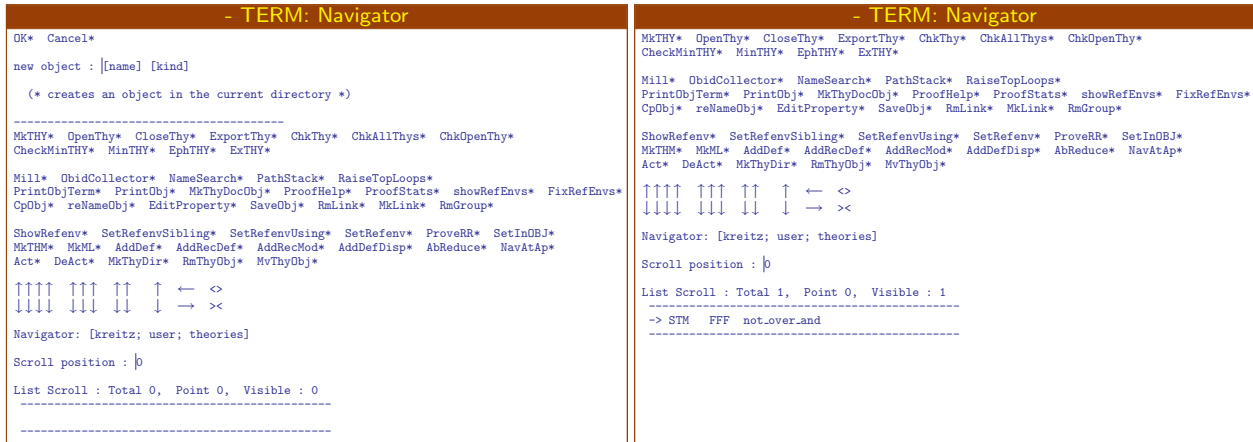 - TERM: Navigator
OK* Cancel*
new object : [name] [kind]
(* creates an object in the current directory *)
----------------------------------------
MkTHY* OpenThy* CloseThy* ExportThy* ChkThy* ChkAllThys* ChkOpenThy*
CheckMinTHY* MinTHY* EphTHY* ExTHY*
Mill* ObidCollector* NameSearch* PathStack* RaiseTopLoops*
PrintObjTerm* PrintObj* MkThyDocObj* ProofHelp* ProofStats* showRefEnvs* FixRefEnvs*
CpObj* reNameObj* EditProperty* SaveObj* RmLink* MkLink* RmGroup*
ShowRefenv* SetRefenvSibling* SetRefenvUsing* SetRefenv* ProveRR* SetInOBJ*
MkTHM* MkML* AddDef* AddRecDef* AddRecMod* AddDefDisp* AbReduce* NavAtAp*
Act* DeAct* MkThyDir* RmThyObj* MvThyObj*
↑↑↑↑ ↑↑↑ ↑↑ ↑ ← <>
↓↓↓↓ ↓↓↓ ↓↓ ↓ → ><
Navigator: [kreitz; user; theories]
Scroll position : 0
List Scroll : Total 0, Point 0, Visible : 0
----------------------------------------------
----------------------------------------------
- TERM: Navigator
MkTHY* OpenThy* CloseThy* ExportThy* ChkThy* ChkAllThys* ChkOpenThy*
CheckMinTHY* MinTHY* EphTHY* ExTHY*
Mill* ObidCollector* NameSearch* PathStack* RaiseTopLoops*
PrintObjTerm* PrintObj* MkThyDocObj* ProofHelp* ProofStats* showRefEnvs* FixRefEnvs*
CpObj* reNameObj* EditProperty* SaveObj* RmLink* MkLink* RmGroup*
ShowRefenv* SetRefenvSibling* SetRefenvUsing* SetRefenv* ProveRR* SetInOBJ*
MkTHM* MkML* AddDef* AddRecDef* AddRecMod* AddDefDisp* AbReduce* NavAtAp*
Act* DeAct* MkThyDir* RmThyObj* MvThyObj*
↑↑↑↑ ↑↑↑ ↑↑ ↑ ← <>
↓↓↓↓ ↓↓↓ ↓↓ ↓ → ><
Navigator: [kreitz; user; theories]
Scroll position : 0
List Scroll : Total 1, Point 0, Visible : 1
----------------------------------------------
-> STM FFF not_over_and
----------------------------------------------